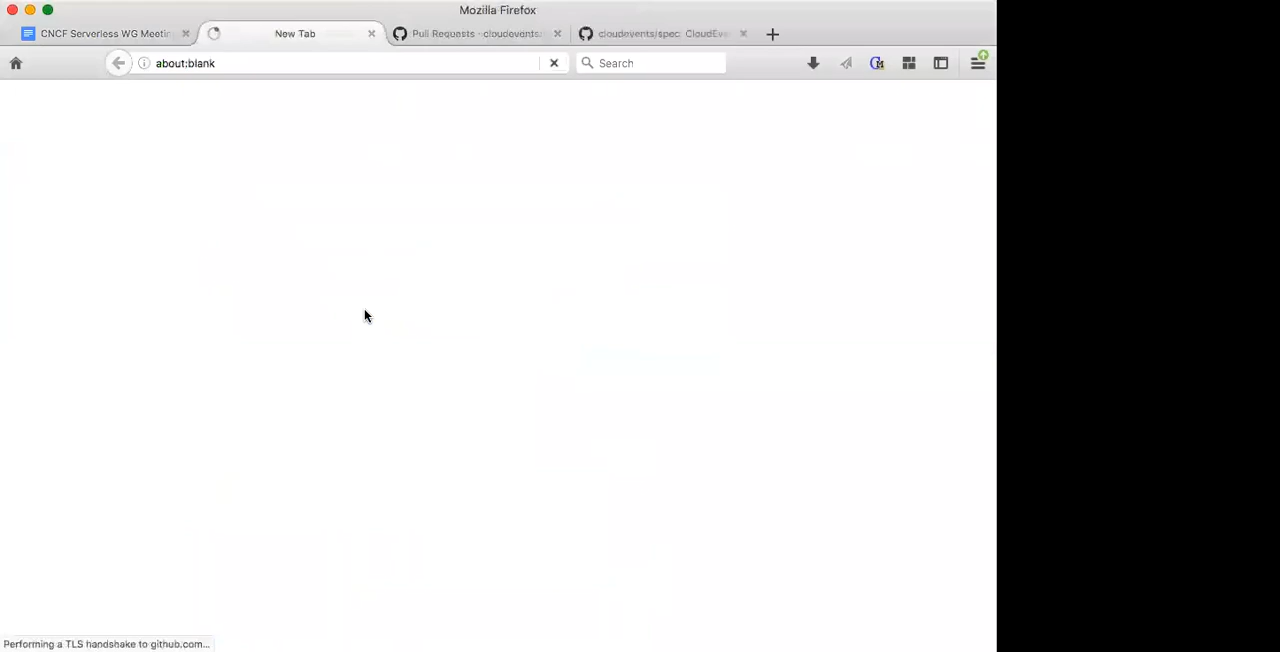 Mozilla Firefox
CNCF Serverless WG Meetin
New Tab
Pull Requests · cloudevents
cloudevents/spec: CloudEve
about:blank
Search
Performing a TLS handshake to github.com...